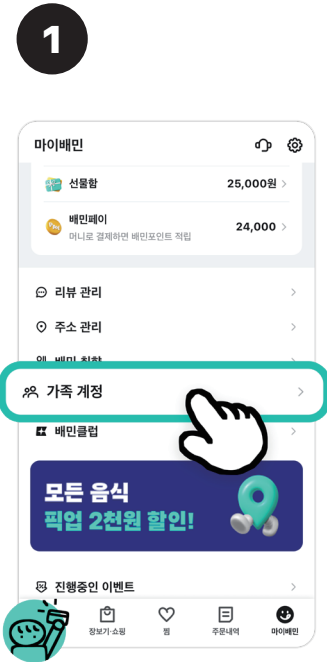 1
마이배민
선물함 25,000원 >
배민페이 24,000 >
머니로 결제하면 배민포인트 적립
리뷰 관리 >
주소 관리 >
가족 계정 >
배민클럽 >
모든 음식
픽업 2천원 할인!
진행중인 이벤트 >
장보기·쇼핑 찜 주문내역 마이배민